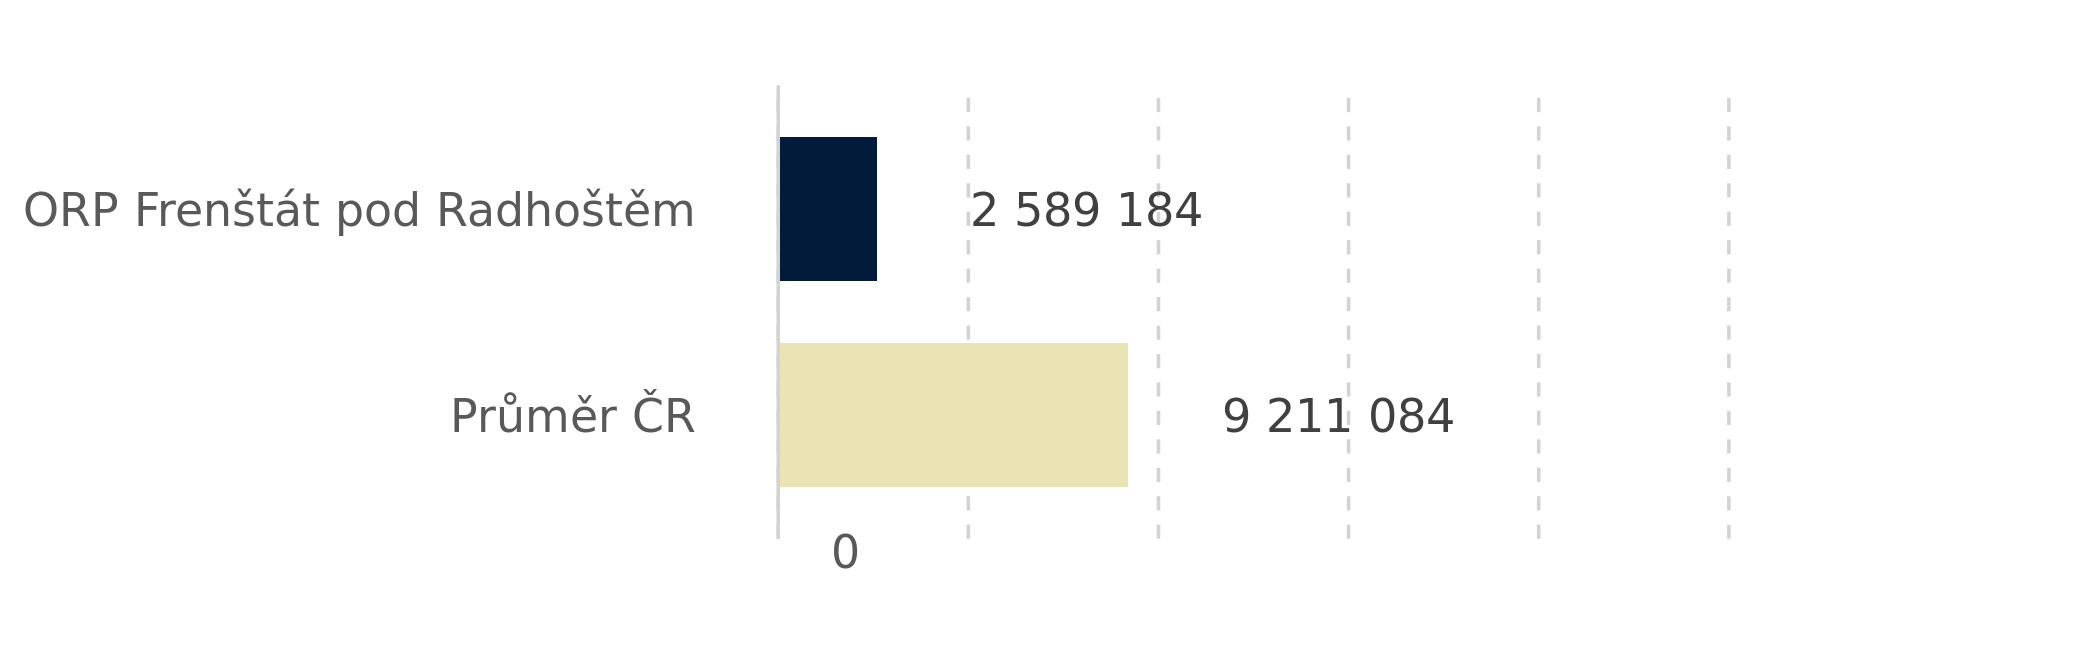 ORP Frenštát pod Radhoštěm 2 589 184
Průměr ČR 9 211 084
0